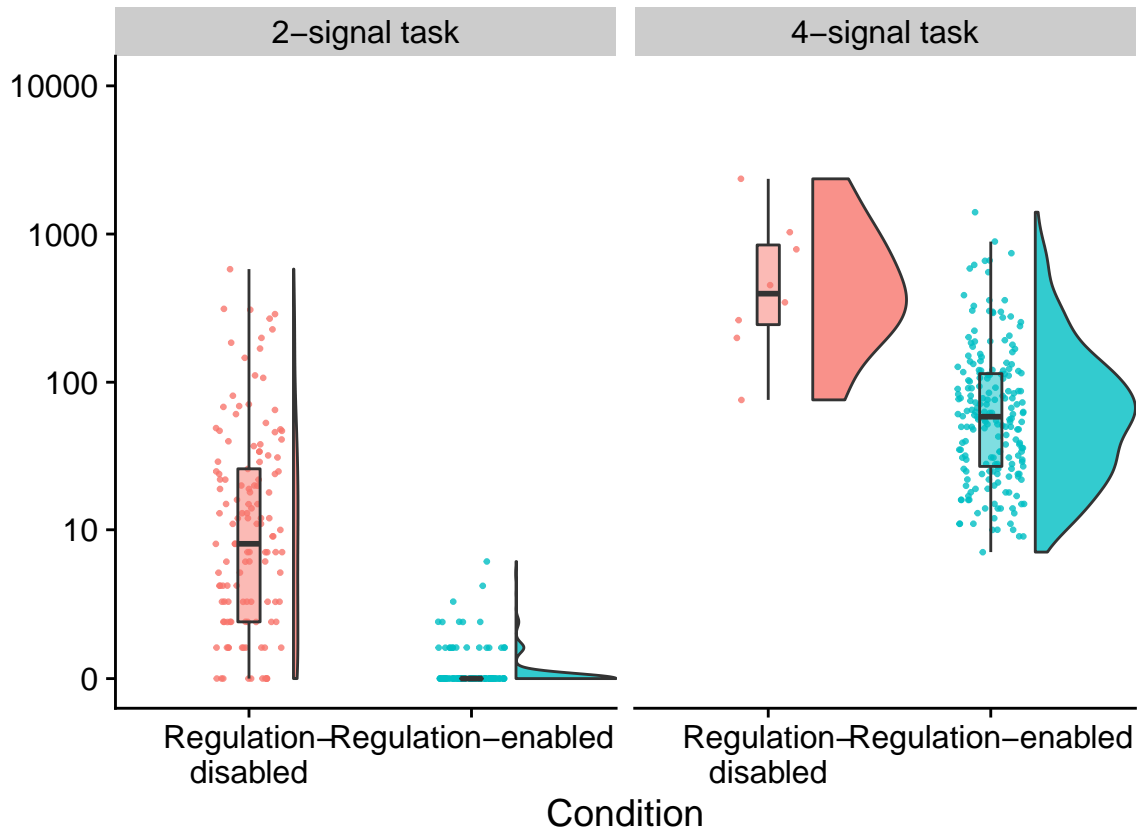 2−signal task
4−signal task
10000
1000
100
10
0
Regulation−
disabled
Regulation−enabled
Regulation−
disabled
Regulation−enabled
Condition